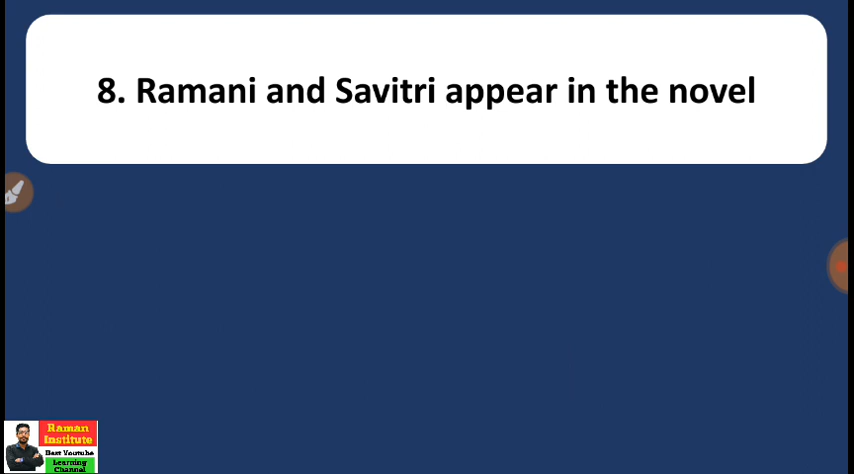 8. Ramani and Savitri appear in the novel
Raman
Institute
Best Youtube
Learning
Channel